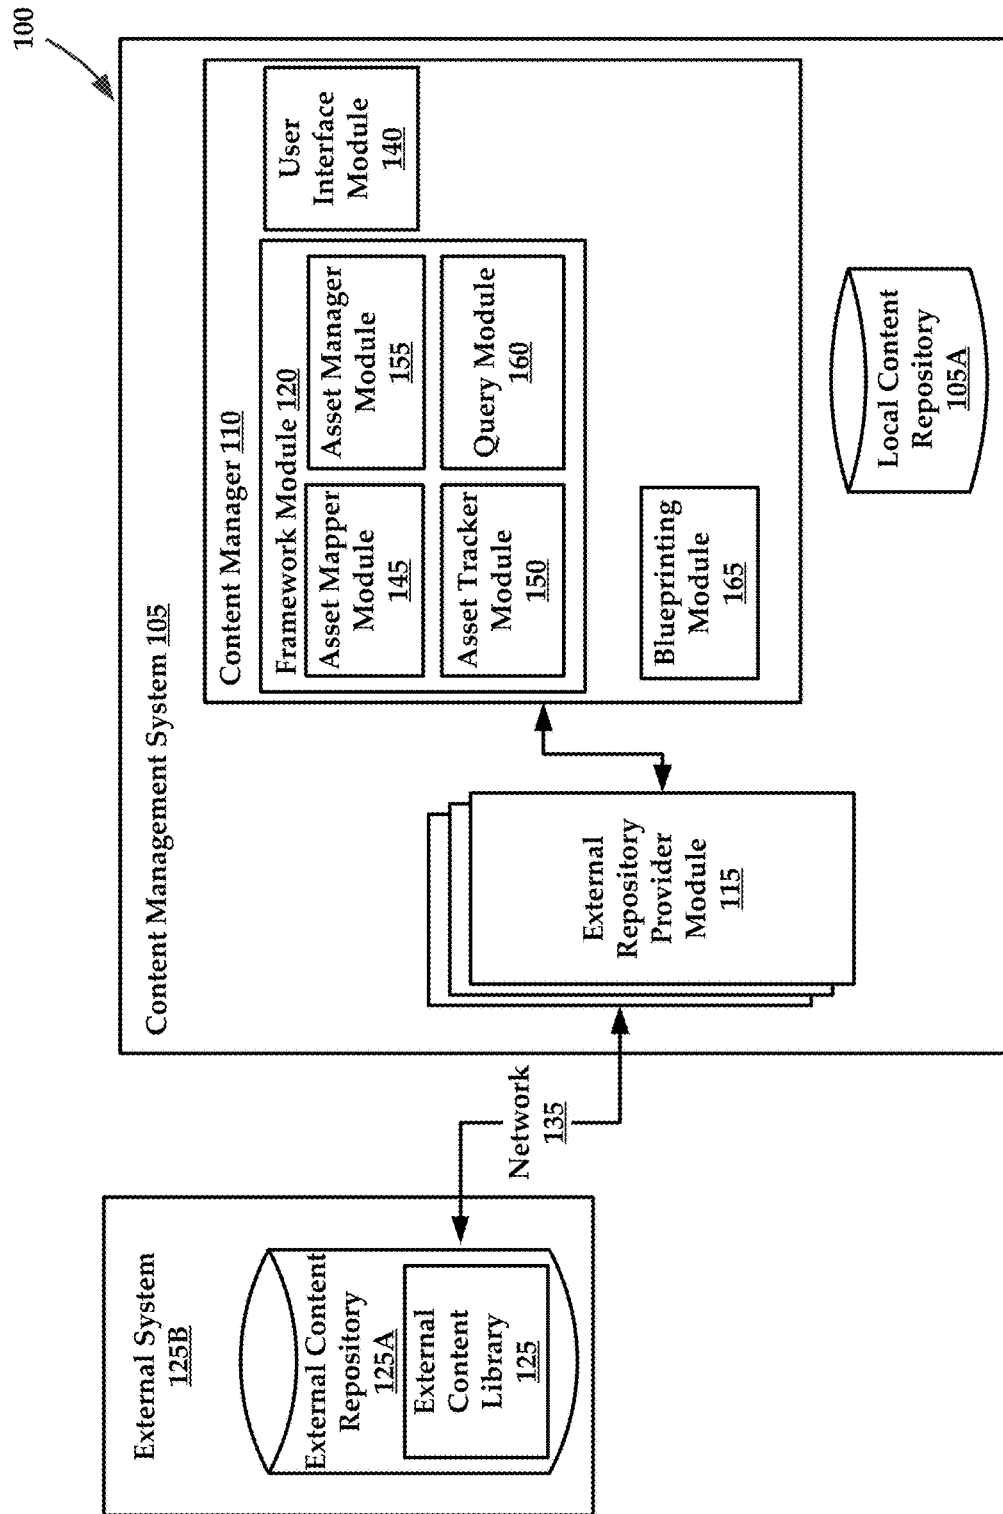 100
Content Management System 105
Content Manager 110
Framework Module 120
Asset Mapper
Module
145
Asset Manager
Module
155
Asset Tracker
Module
150
Query Module
160
User
Interface
Module
140
Blueprinting
Module
165
Local Content
Repository
105A
External
Repository
Provider
Module
115
Network
135
External System
125B
External Content
Repository
125A
External
Content
Library
125